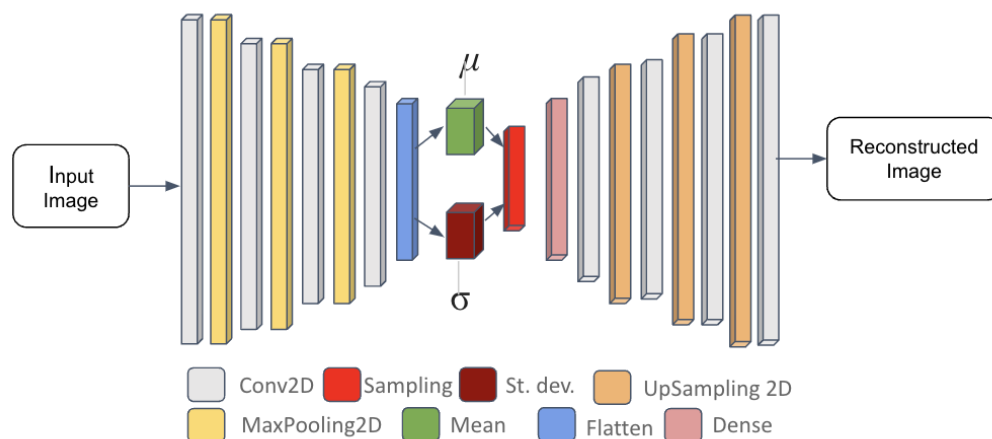 μ
Input
Image
Reconstructed
Image
σ
Conv2D
Sampling
St. dev.
UpSampling 2D
MaxPooling2D
Mean
Flatten
Dense